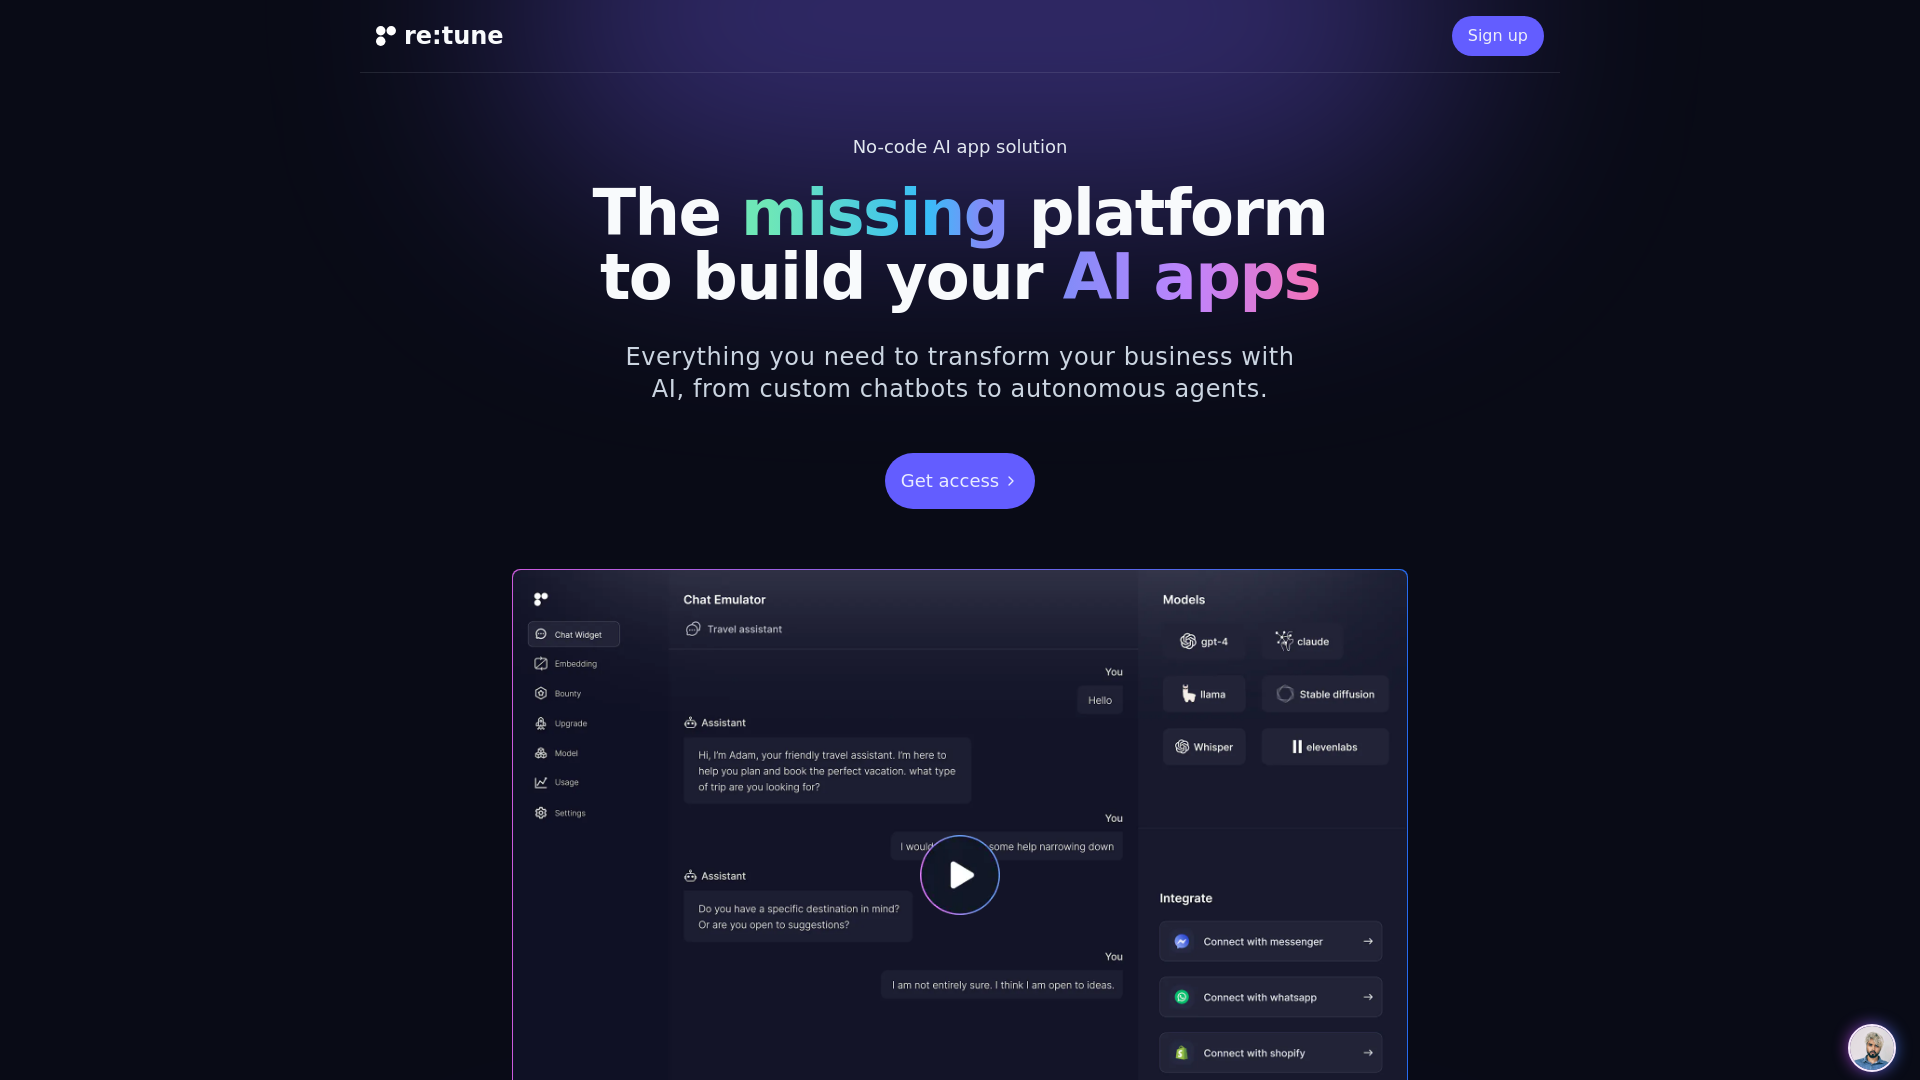 re:tune
Sign up
No-code AI app solution
The missing platform
to build your AI apps
Everything you need to transform your business with
AI, from custom chatbots to autonomous agents.
Get access
Chat Widget
Embedding
Bounty
Upgrade
Model
Usage
Settings
Chat Emulator
Travel assistant
You
Hello
Assistant
Hi, I'm Adam, your friendly travel assistant. I'm here to
help you plan and book the perfect vacation. what type
of trip are you looking for?
You
I would some help narrowing down
Assistant
Do you have a specific destination in mind?
Or are you open to suggestions?
You
I am not entirely sure. I think I am open to ideas.
Models
gpt-4
claude
llama
Stable diffusion
Whisper
elevenlabs
Integrate
Connect with messenger
Connect with whatsapp
Connect with shopify